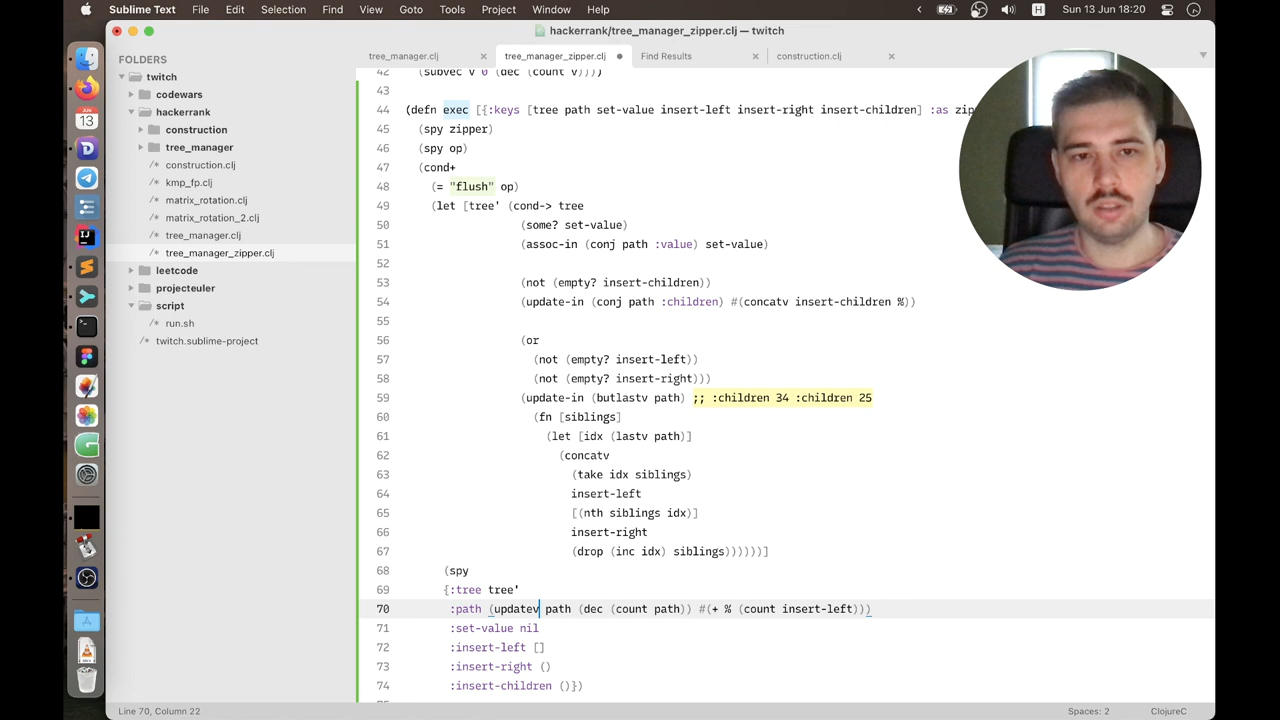 Sublime Text File Edit Selection Find View Goto Tools Project Window Help
H Sun 13 Jun 18:20
hackerrank/tree_manager_zipper.clj — twitch
FOLDERS
twitch
codewars
hackerrank
construction
tree_manager
/* construction.clj
/* kmp_fp.clj
/* matrix_rotation.clj
/* matrix_rotation_2.clj
/* tree_manager.clj
/* tree_manager_zipper.clj
leetcode
projecteuler
script
/* run.sh
/* twitch.sublime-project
JUN
13
tree_manager.clj
tree_manager_zipper.clj
Find Results
construction.clj
42 (subvec v 0 (dec (count v))))
43
44 (defn exec [{:keys [tree path set-value insert-left insert-right insert-children] :as zip
45 (spy zipper)
46 (spy op)
47 (cond+
48 (= "flush" op)
49 (let [tree' (cond-> tree
50 (some? set-value)
51 (assoc-in (conj path :value) set-value)
52
53 (not (empty? insert-children))
54 (update-in (conj path :children) #(concatv insert-children %))
55
56 (or
57 (not (empty? insert-left))
58 (not (empty? insert-right)))
59 (update-in (butlastv path) ;; :children 34 :children 25
60 (fn [siblings]
61 (let [idx (lastv path)]
62 (concatv
63 (take idx siblings)
64 insert-left
65 [(nth siblings idx)]
66 insert-right
67 (drop (inc idx) siblings))))))]
68 (spy
69 {:tree tree'
70 :path (updatev path (dec (count path)) #(+ % (count insert-left)))
71 :set-value nil
72 :insert-left []
73 :insert-right ()
74 :insert-children ()})
Line 70, Column 22
Spaces: 2
ClojureC